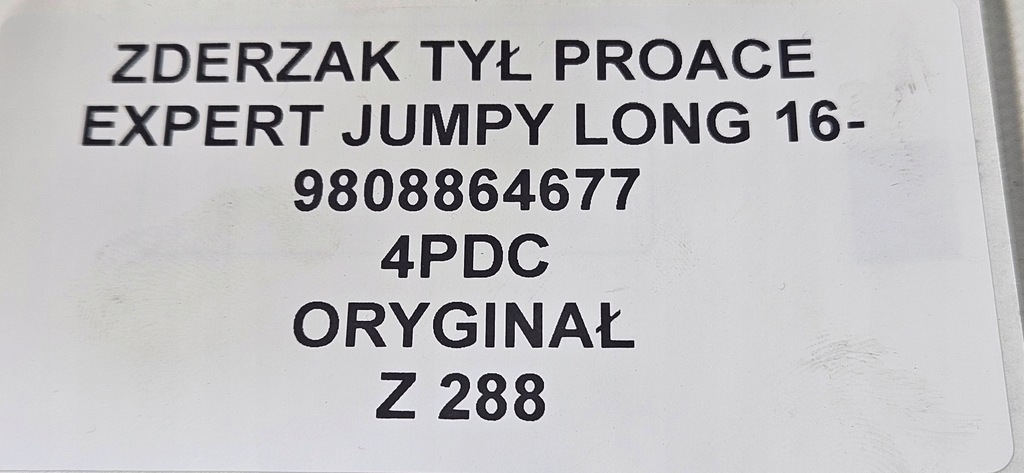 ZDERZAK TYŁ PROACE
EXPERT JUMPY LONG 16-
9808864677
4PDC
ORYGINAŁ
Z 288